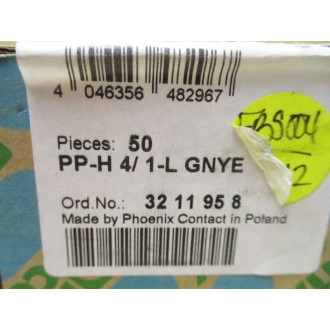 4 046356 482967
Pieces: 50
PP-H 4/ 1-L GNYE
Ord.No.: 32 11 95 8
Made by Phoenix Contact in Poland